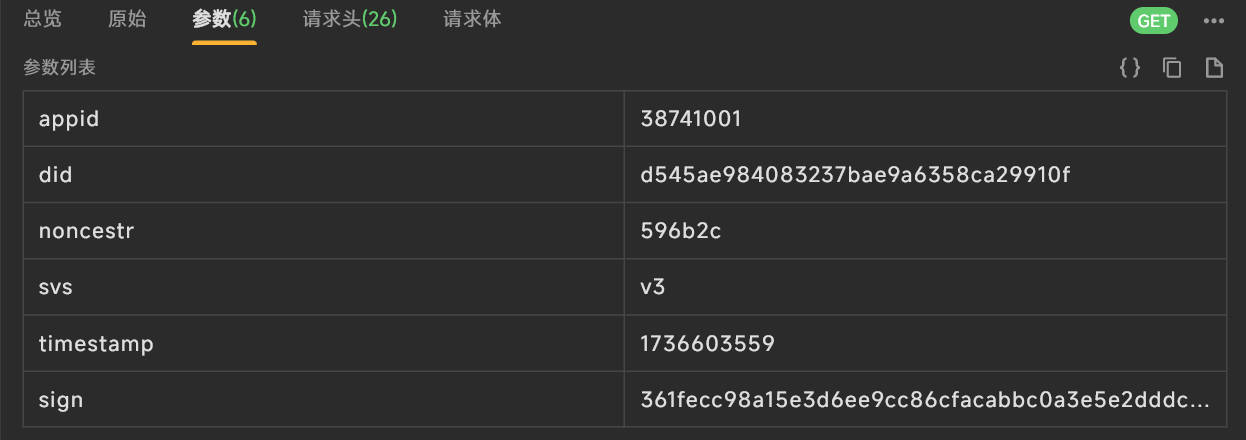 总览 原始 参数(6) 请求头(26) 请求体 GET
参数列表 {}
appid 38741001
did d545ae984083237bae9a6358ca29910f
noncestr 596b2c
svs v3
timestamp 1736603559
sign 361fecc98a15e3d6ee9cc86cfacabbc0a3e5e2dddc...